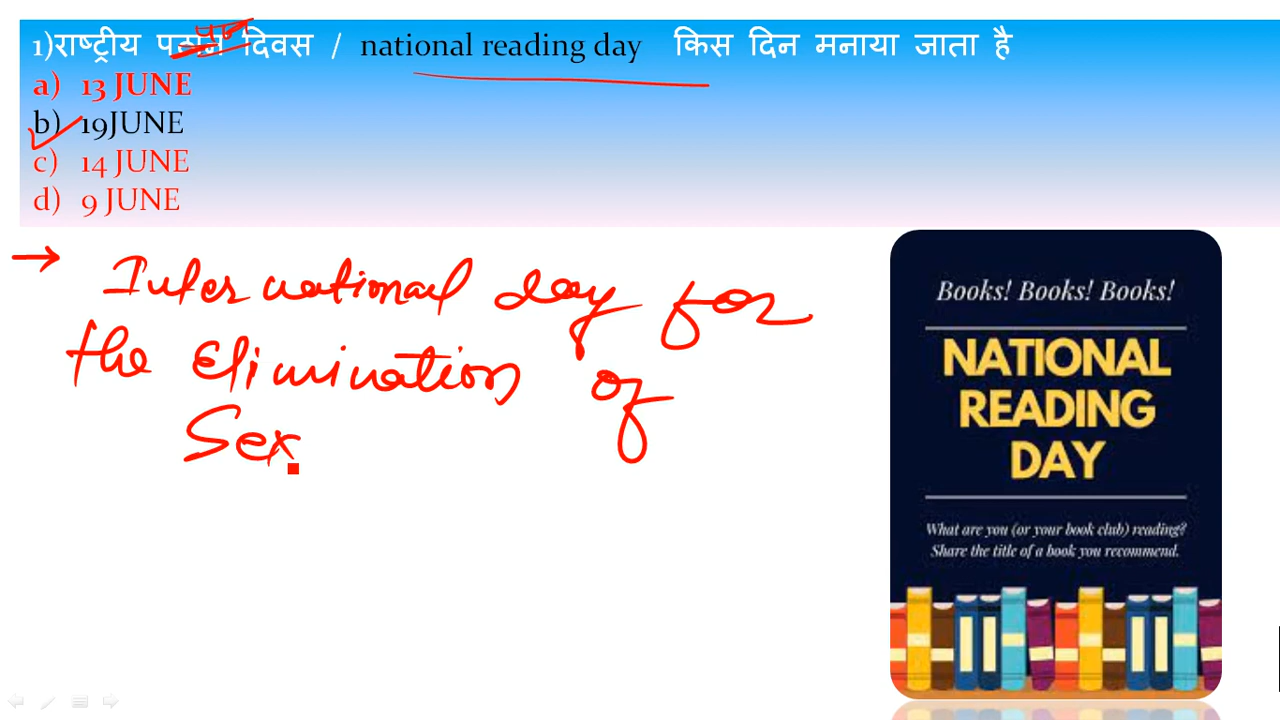 1)राष्ट्रीय पठान दिवस / national reading day किस दिन मनाया जाता है
पठन
a) 13 JUNE
b) 19JUNE
c) 14 JUNE
d) 9 JUNE
→ International day for
the Elimination of
Sex
Books! Books! Books!
NATIONAL
READING
DAY
What are you (or your book club) reading?
Share the title of a book you recommend.